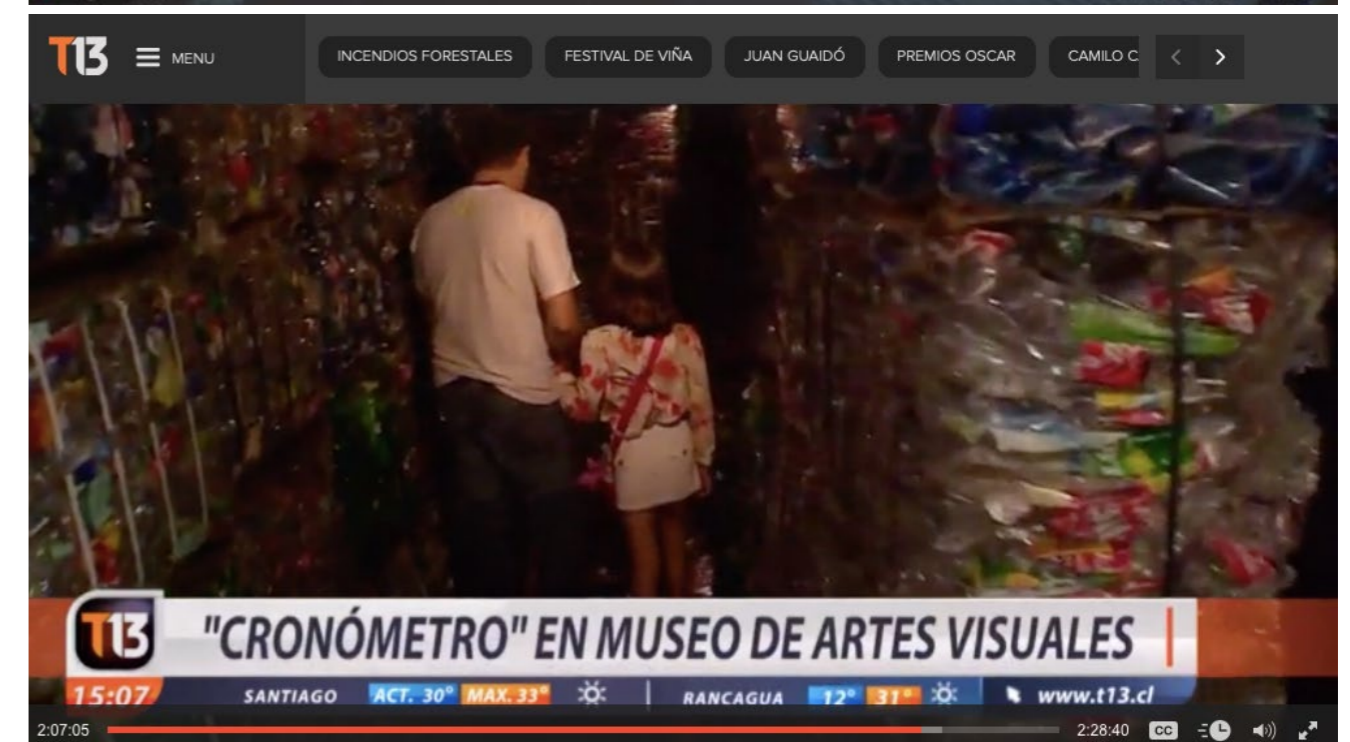 T13 MENU INCENDIOS FORESTALES FESTIVAL DE VIÑA JUAN GUAIDÓ PREMIOS OSCAR CAMILO C
T13 "CRONÓMETRO" EN MUSEO DE ARTES VISUALES
15:07 SANTIAGO ACT. 30° MAX. 33° RANCAGUA 12° 31° www.t13.cl
2:07:05 2:28:40 CC